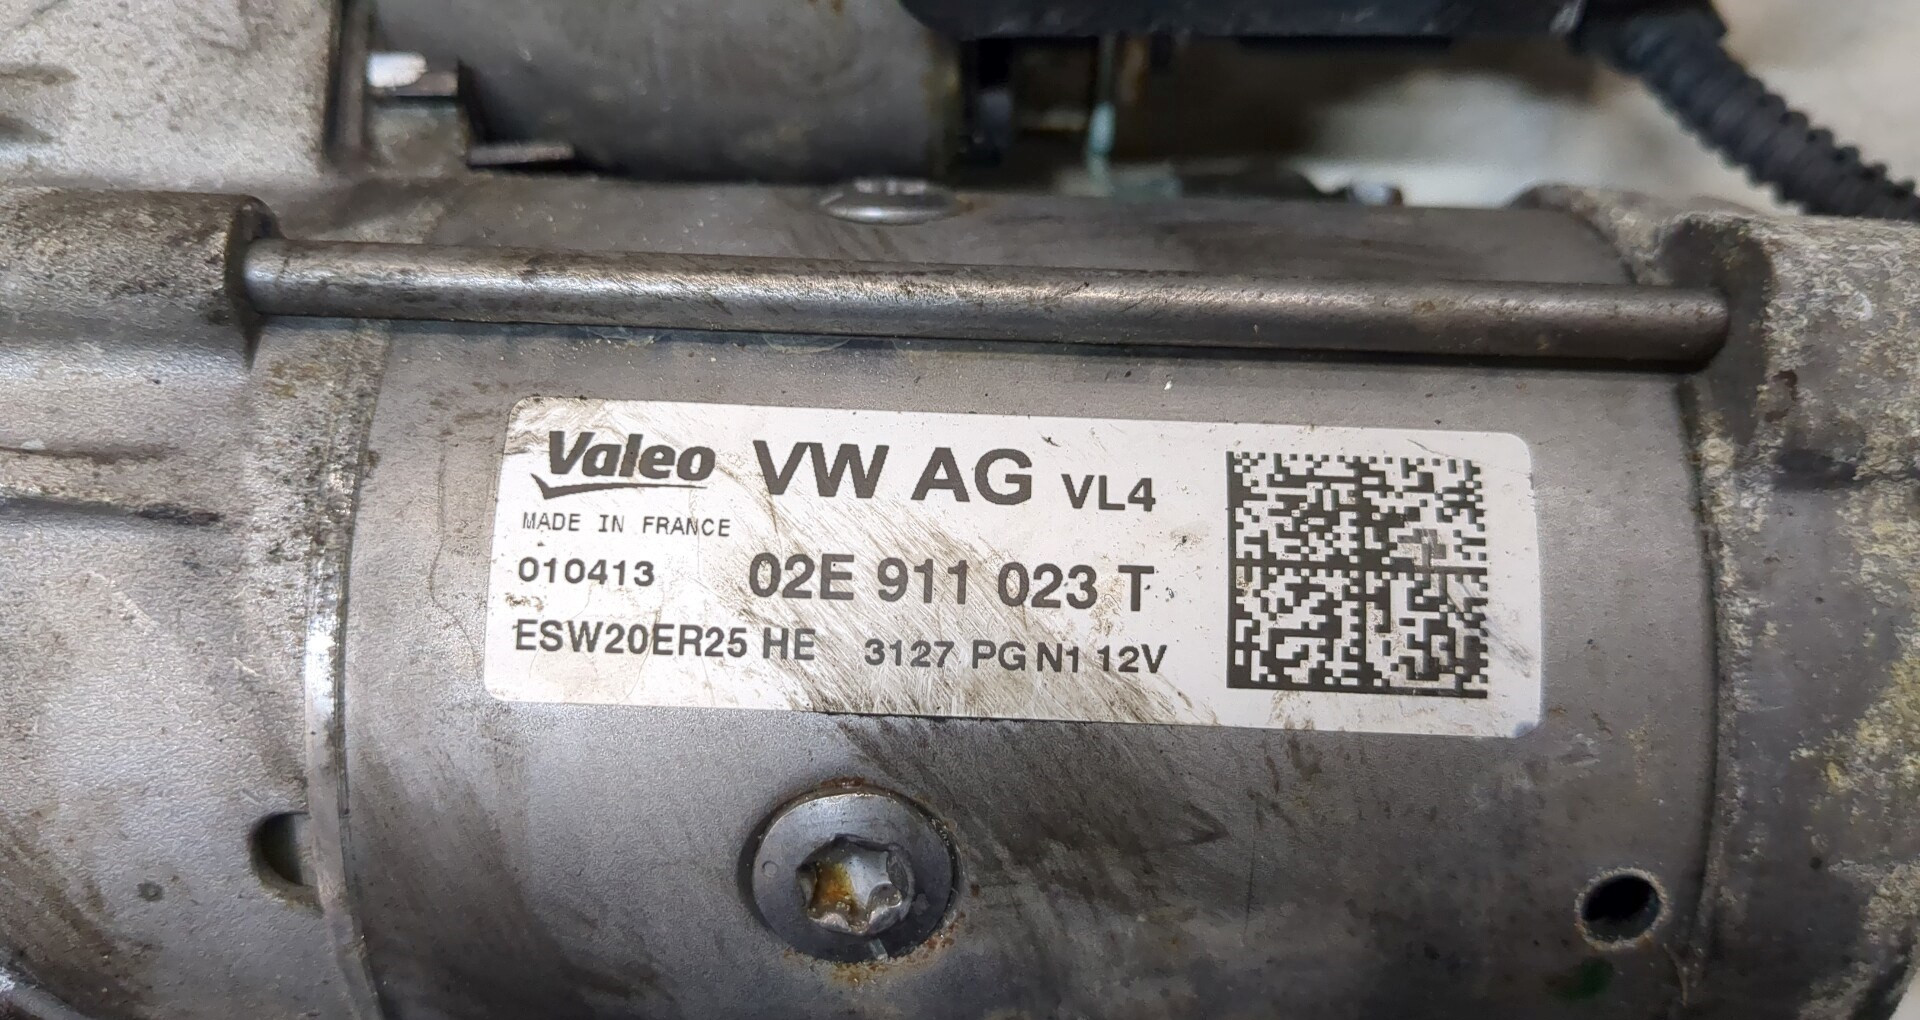 Valeo VW AG VL4
MADE IN FRANCE
010413 02E 911 023 T
ESW20ER25 HE 3127 PG N1 12V